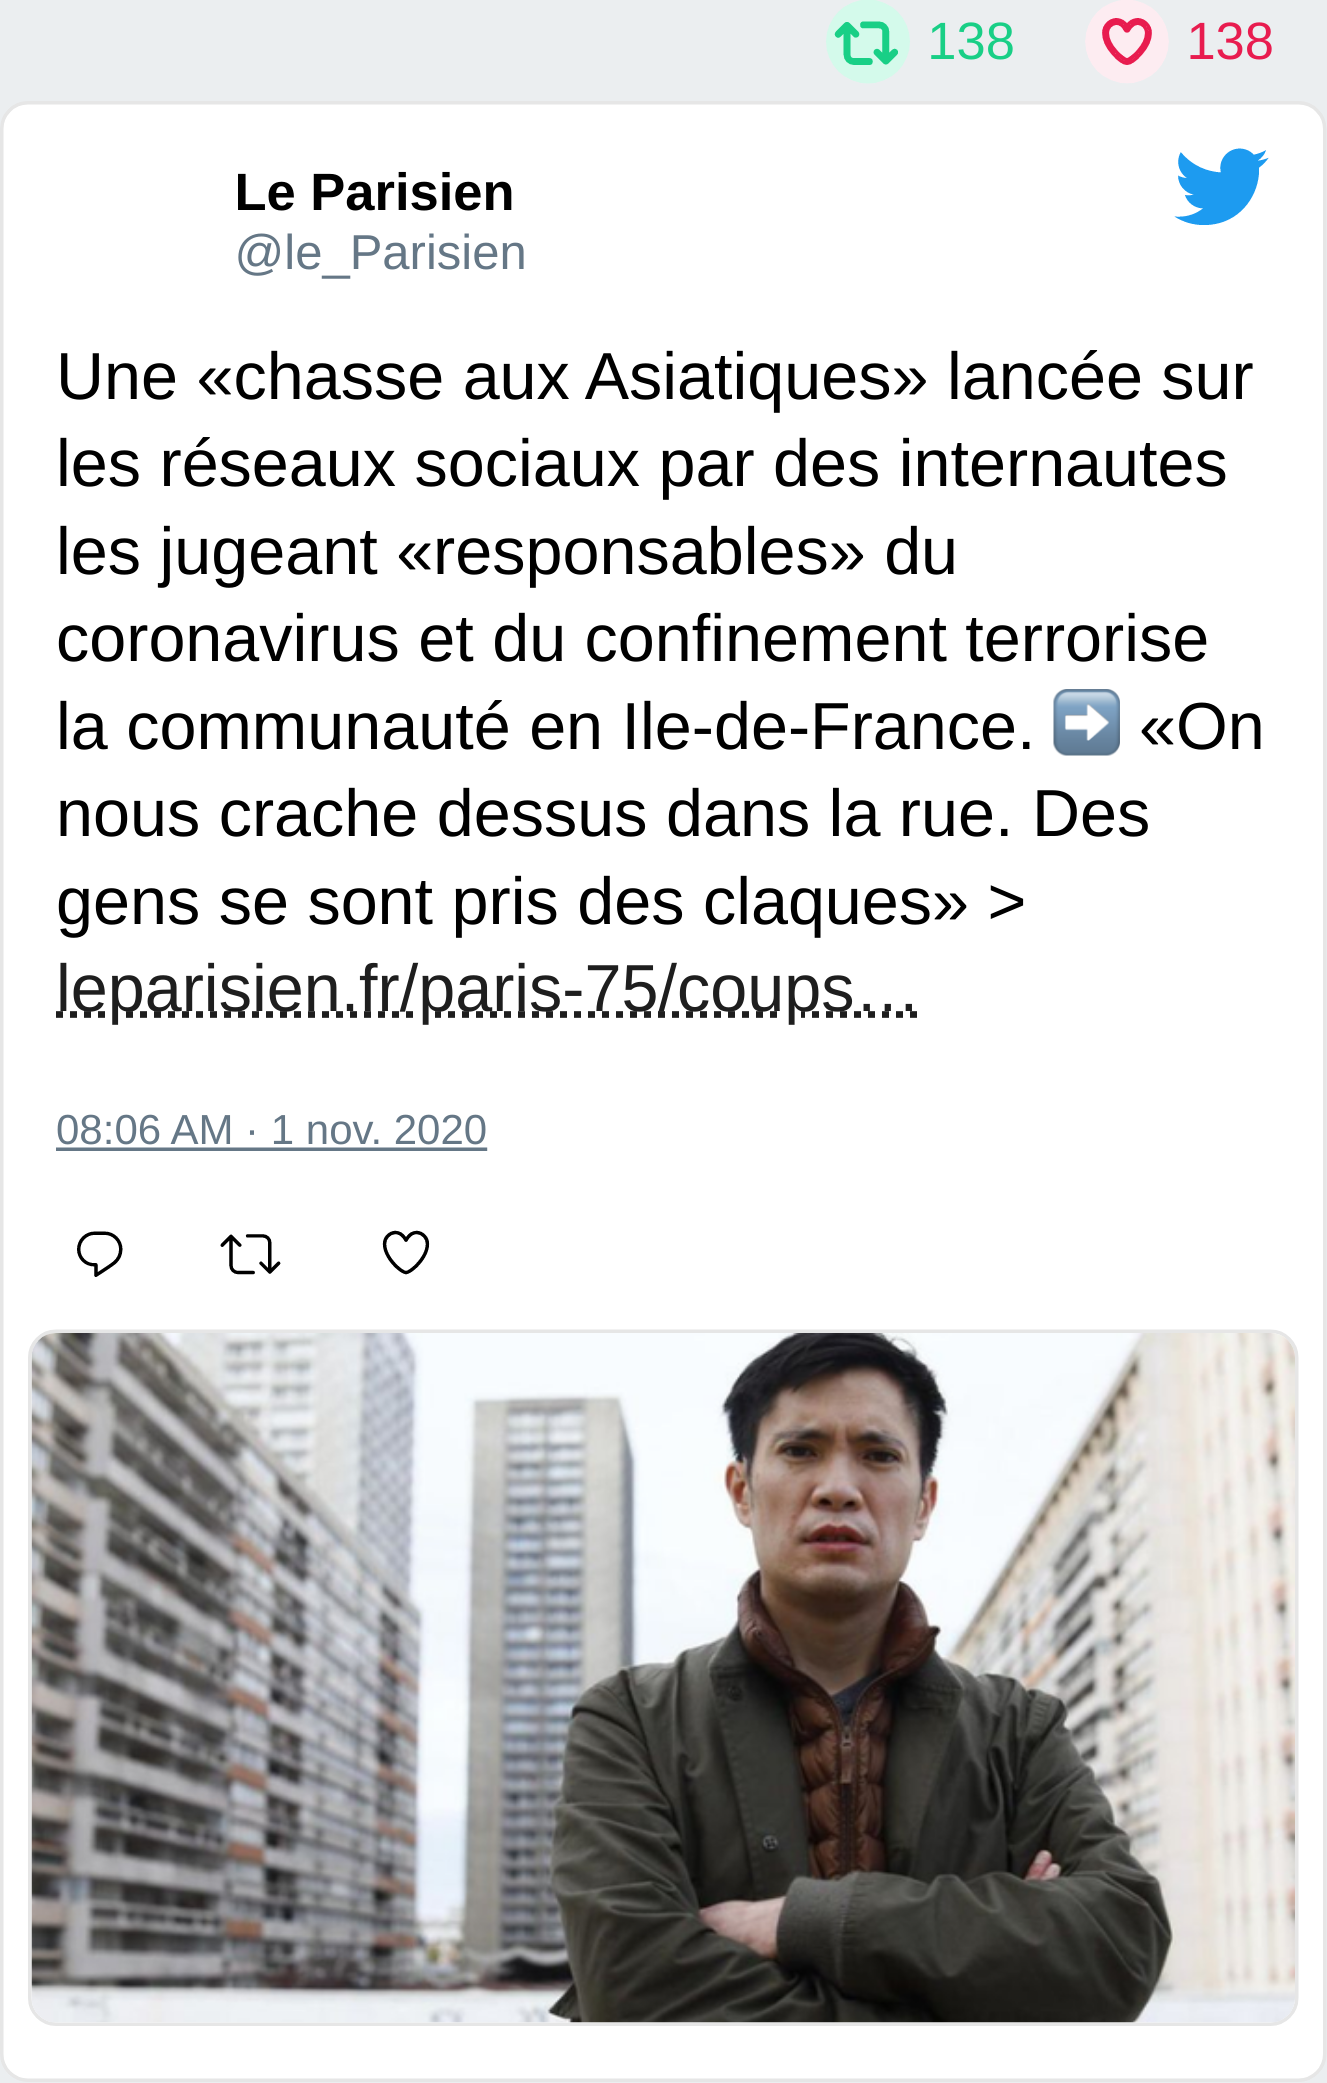 138 138
Le Parisien
@le_Parisien
Une «chasse aux Asiatiques» lancée sur
les réseaux sociaux par des internautes
les jugeant «responsables» du
coronavirus et du confinement terrorise
la communauté en Ile-de-France. ➡️ «On
nous crache dessus dans la rue. Des
gens se sont pris des claques» >
leparisien.fr/paris-75/coups…
08:06 AM · 1 nov. 2020